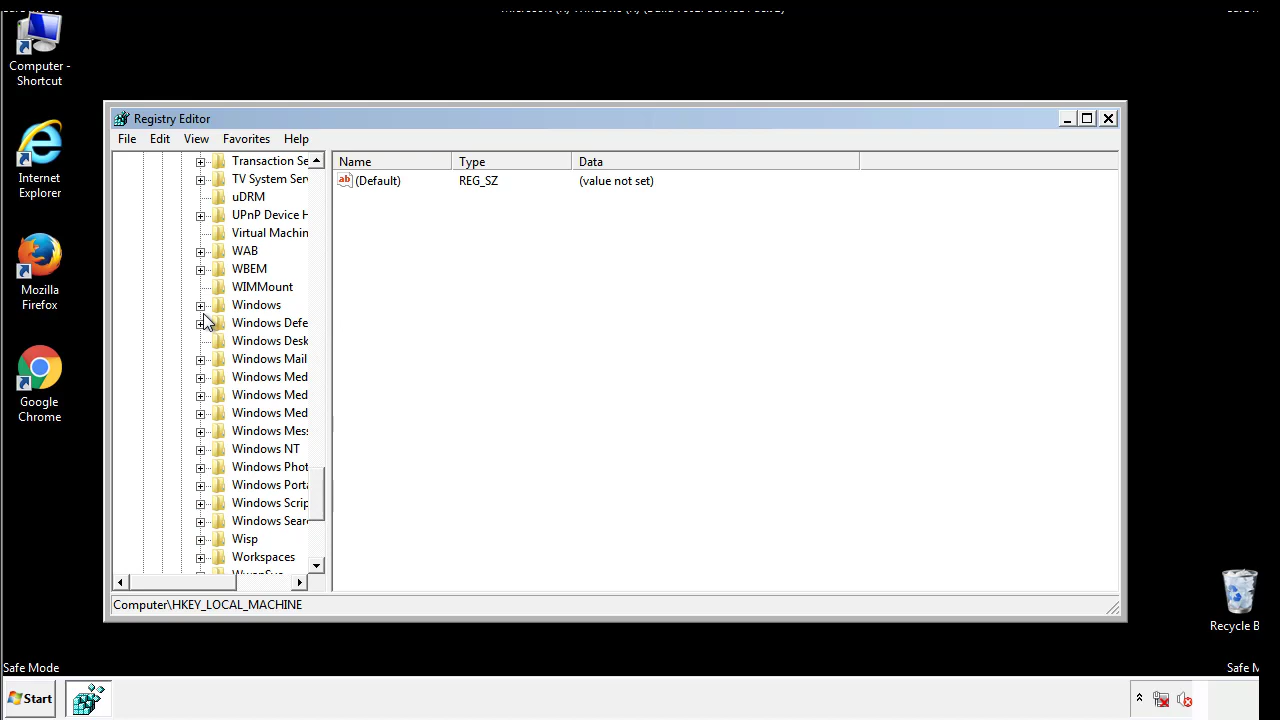 Computer -
Shortcut
Internet
Explorer
Mozilla
Firefox
Google
Chrome
Registry Editor
File Edit View Favorites Help
Transaction Se
TV System Serv
uDRM
UPnP Device H
Virtual Machin
WAB
WBEM
WIMMount
Windows
Windows Defe
Windows Desk
Windows Mail
Windows Med
Windows Med
Windows Med
Windows Mess
Windows NT
Windows Phot
Windows Porta
Windows Scrip
Windows Sear
Wisp
Workspaces
Name Type Data
(Default) REG_SZ (value not set)
Computer\HKEY_LOCAL_MACHINE
Recycle B
Safe Mode
Safe M
Start